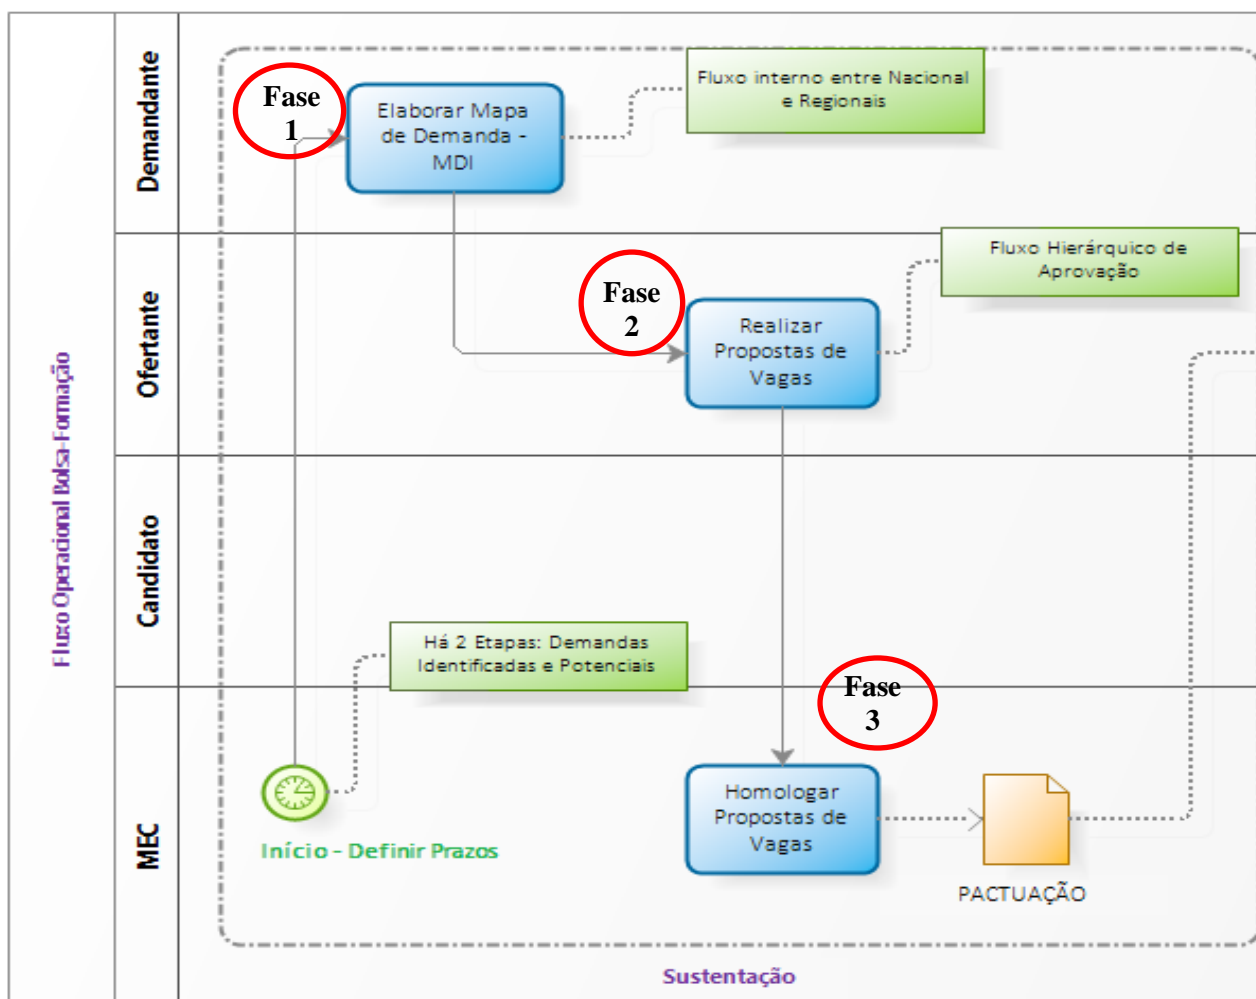 Fluxo Operacional Bolsa-Formação
Demandante
Fase
1
Elaborar Mapa
de Demanda -
MDI
Fluxo interno entre Nacional
e Regionais
Ofertante
Fase
2
Realizar
Propostas de
Vagas
Fluxo Hierárquico de
Aprovação
Candidato
Há 2 Etapas: Demandas
Identificadas e Potenciais
MEC
Início - Definir Prazos
Fase
3
Homologar
Propostas de
Vagas
PACTUAÇÃO
Sustentação